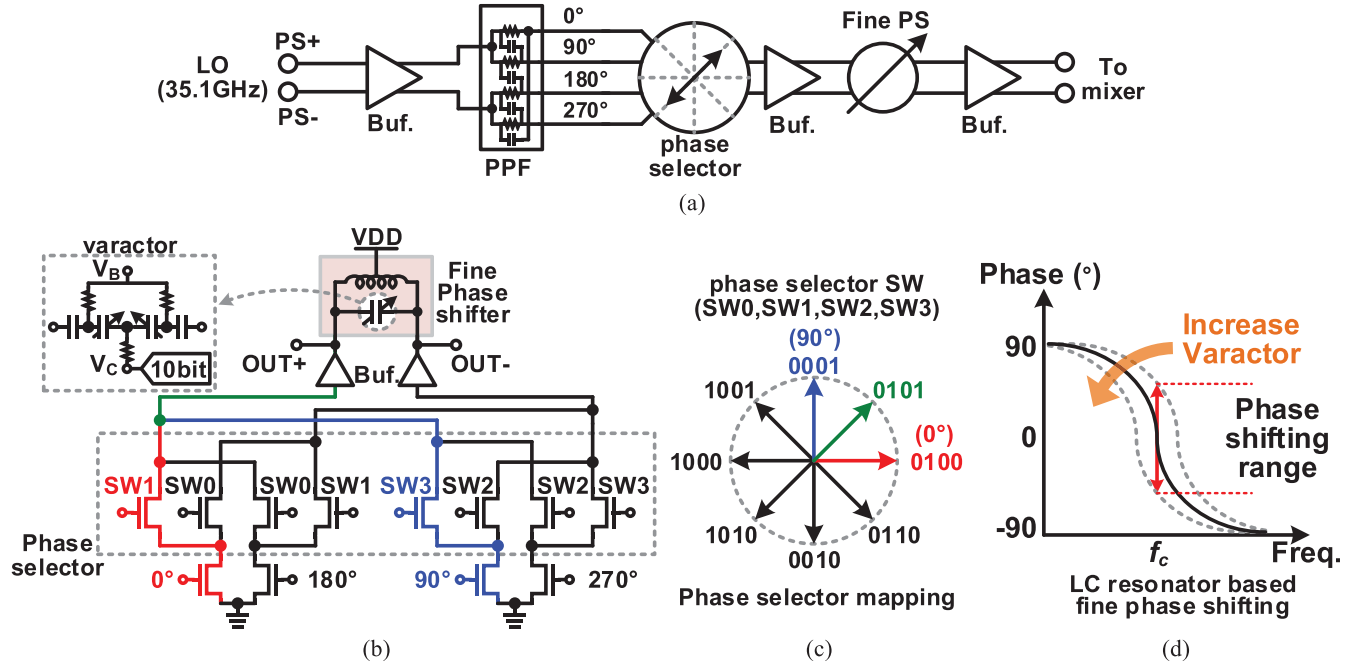 LO
(35.1GHz)
PS+
PS-
Buf.
PPF
0°
90°
180°
270°
phase
selector
Buf.
Fine PS
Buf.
To
mixer
(a)
varactor
VB
VC
10bit
VDD
Fine
Phase
shifter
OUT+
Buf.
OUT-
SW1
SW0
SW0
SW1
SW3
SW2
SW2
SW3
Phase
selector
0°
180°
90°
270°
(b)
phase selector SW
(SW0,SW1,SW2,SW3)
(90°)
0001
1001
0101
(0°)
1000
0100
1010
0110
0010
Phase selector mapping
(c)
Phase (°)
Increase
Varactor
90
0
-90
Phase
shifting
range
fc
Freq.
LC resonator based
fine phase shifting
(d)